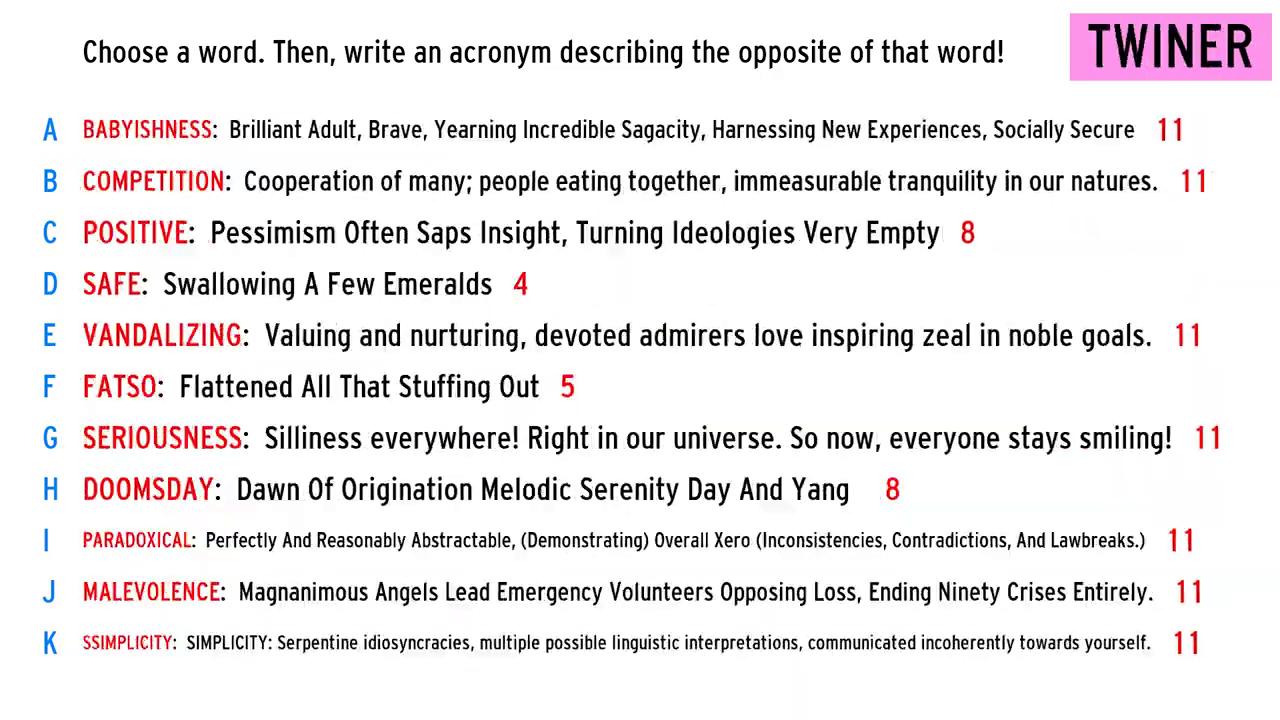 Choose a word. Then, write an acronym describing the opposite of that word!
TWINER
A BABYISHNESS: Brilliant Adult, Brave, Yearning Incredible Sagacity, Harnessing New Experiences, Socially Secure 11
B COMPETITION: Cooperation of many; people eating together, immeasurable tranquility in our natures. 11
C POSITIVE: Pessimism Often Saps Insight, Turning Ideologies Very Empty 8
D SAFE: Swallowing A Few Emeralds 4
E VANDALIZING: Valuing and nurturing, devoted admirers love inspiring zeal in noble goals. 11
F FATSO: Flattened All That Stuffing Out 5
G SERIOUSNESS: Silliness everywhere! Right in our universe. So now, everyone stays smiling! 11
H DOOMSDAY: Dawn Of Origination Melodic Serenity Day And Yang 8
I PARADOXICAL: Perfectly And Reasonably Abstractable, (Demonstrating) Overall Xero (Inconsistencies, Contradictions, And Lawbreaks.) 11
J MALEVOLENCE: Magnanimous Angels Lead Emergency Volunteers Opposing Loss, Ending Ninety Crises Entirely. 11
K SSIMPLICITY: SIMPLICITY: Serpentine idiosyncracies, multiple possible linguistic interpretations, communicated incoherently towards yourself. 11